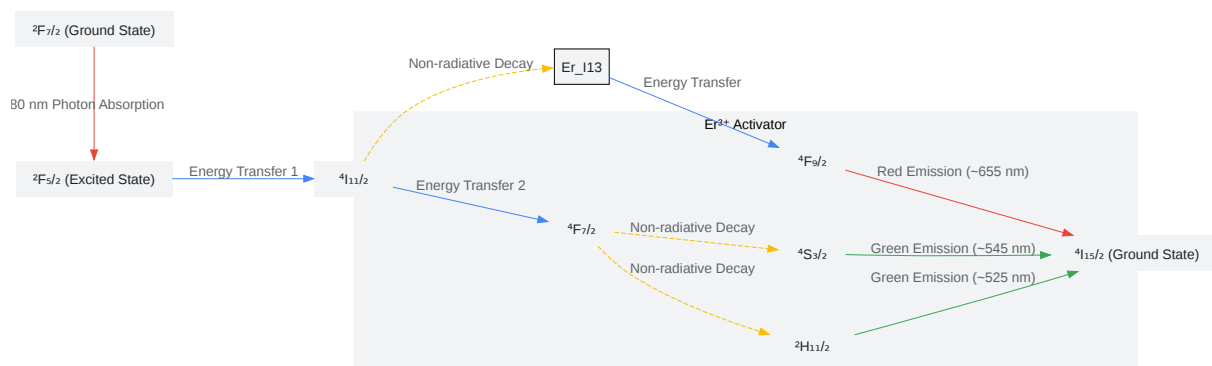 ²F₇/₂ (Ground State)
Non-radiative Decay
Er_I13
Energy Transfer
80 nm Photon Absorption
Er³⁺ Activator
⁴F₉/₂
²F₅/₂ (Excited State)
Energy Transfer 1
⁴I₁₁/₂
Energy Transfer 2
Red Emission (~655 nm)
⁴F₇/₂
Non-radiative Decay
⁴S₃/₂
Green Emission (~545 nm)
⁴I₁₅/₂ (Ground State)
Non-radiative Decay
Green Emission (~525 nm)
²H₁₁/₂